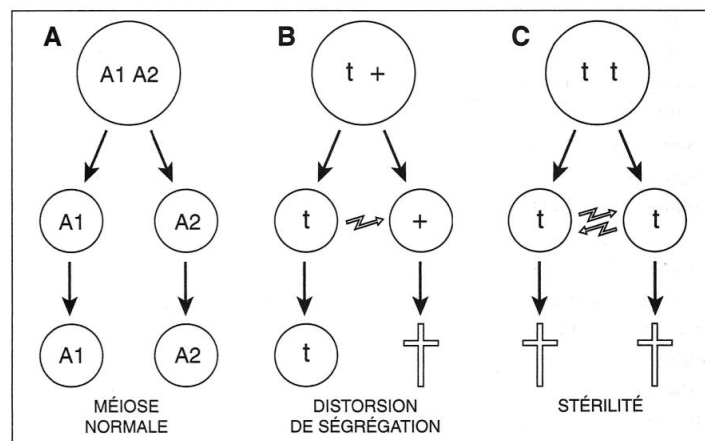 A
A1 A2
A1
A2
A1
A2
MÉIOSE
NORMALE
B
t +
t
+
t
DISTORSION
DE SÉGRÉGATION
C
t t
t
t
STÉRILITÉ